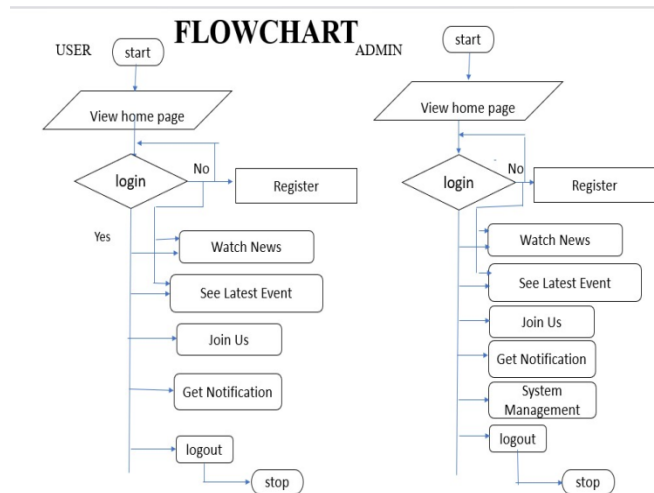 FLOWCHART
USER
start
View home page
login
No
Register
Yes
Watch News
See Latest Event
Join Us
Get Notification
logout
stop
ADMIN
start
View home page
login
No
Register
Watch News
See Latest Event
Join Us
Get Notification
System
Management
logout
stop